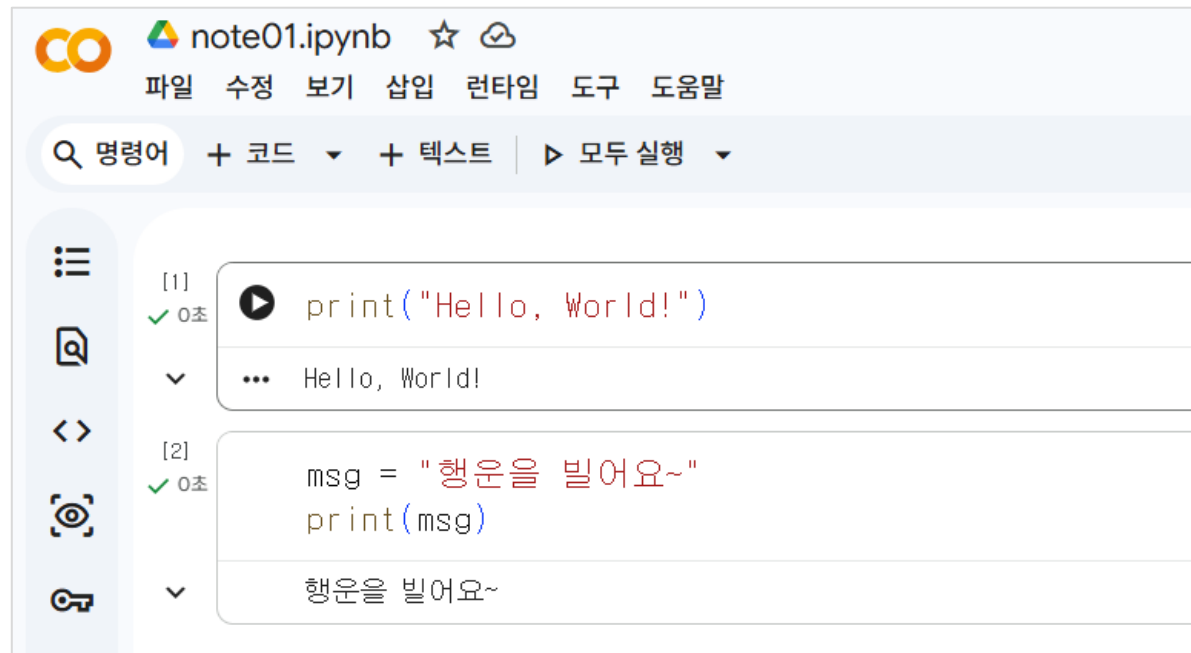 note01.ipynb
파일 수정 보기 삽입 런타임 도구 도움말
명령어 + 코드 + 텍스트 모두 실행
[1]
0초
print("Hello, World!")
Hello, World!
[2]
0초
msg = "행운을 빌어요~"
print(msg)
행운을 빌어요~